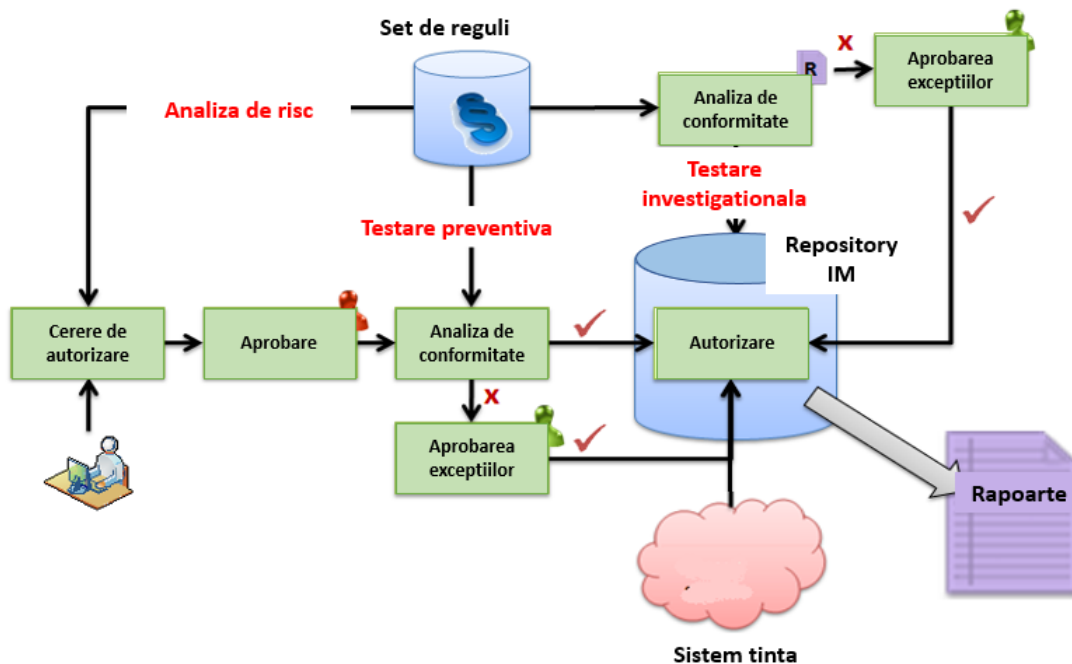 Set de reguli
§
Analiza de risc
R
X
Analiza de
conformitate
Aprobarea
exceptiilor
Testare
investigationala
Testare preventiva
Repository
IM
Cerere de
autorizare
Aprobare
Analiza de
conformitate
Autorizare
X
Aprobarea
exceptiilor
Rapoarte
Sistem tinta